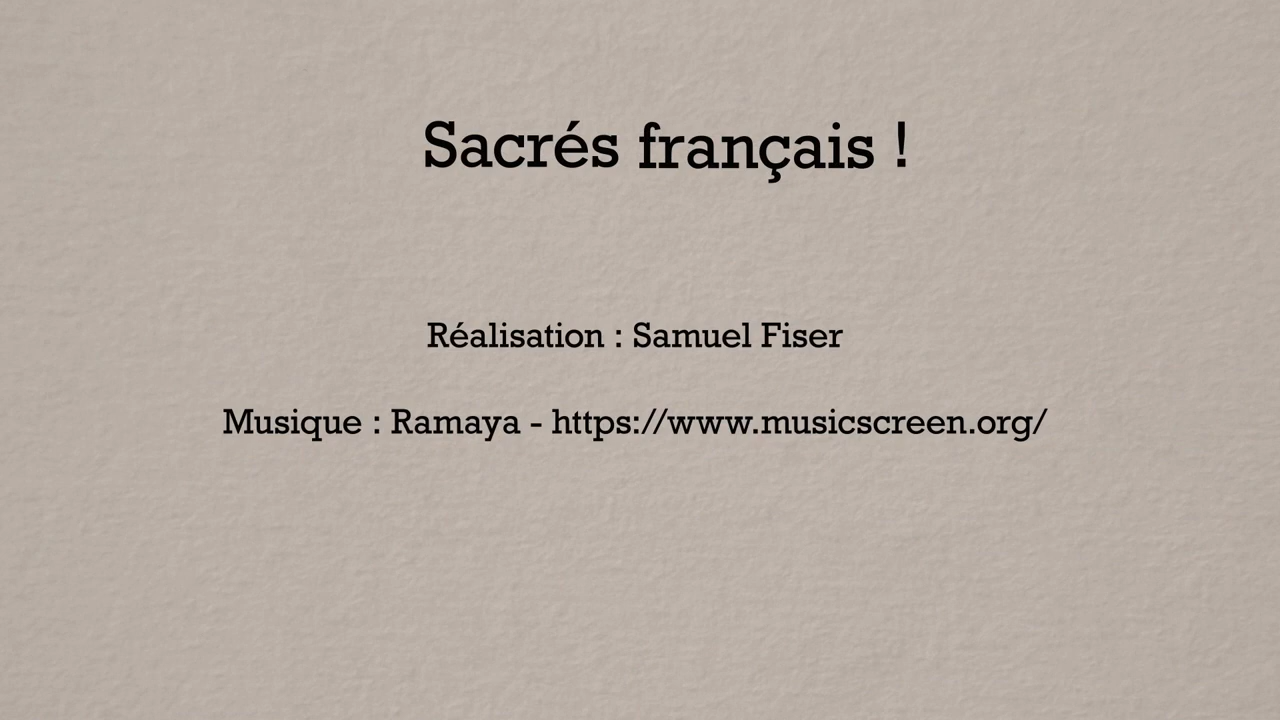 Sacrés français !
Réalisation : Samuel Fiser
Musique : Ramaya - https://www.musicscreen.org/